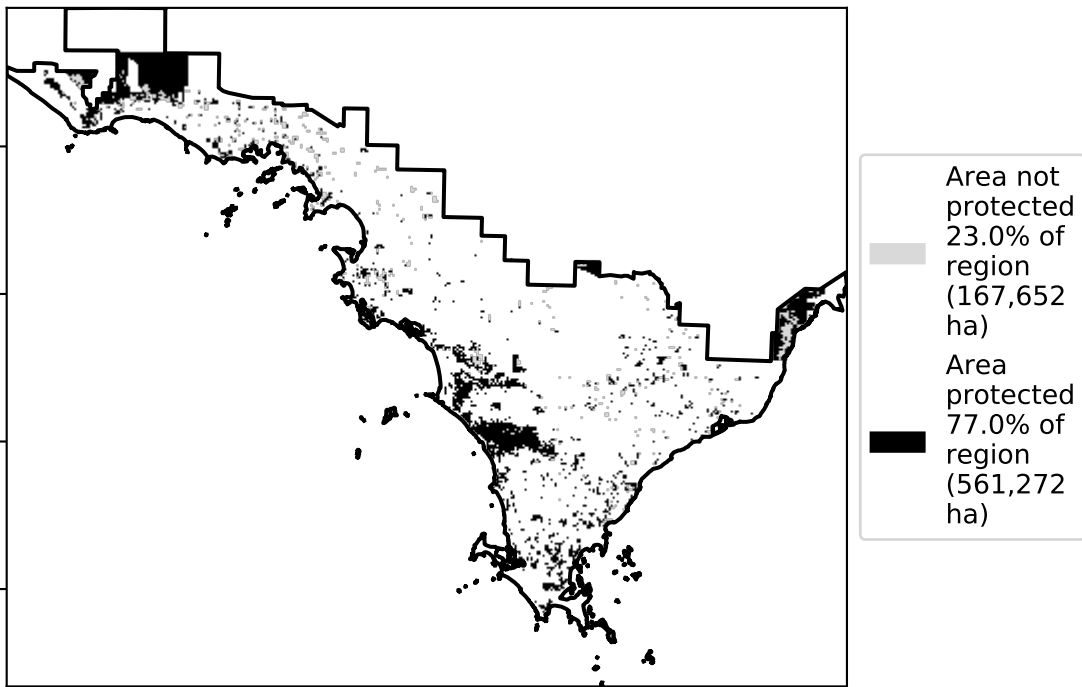 Area not
protected
23.0% of
region
(167,652
ha)
Area
protected
77.0% of
region
(561,272
ha)